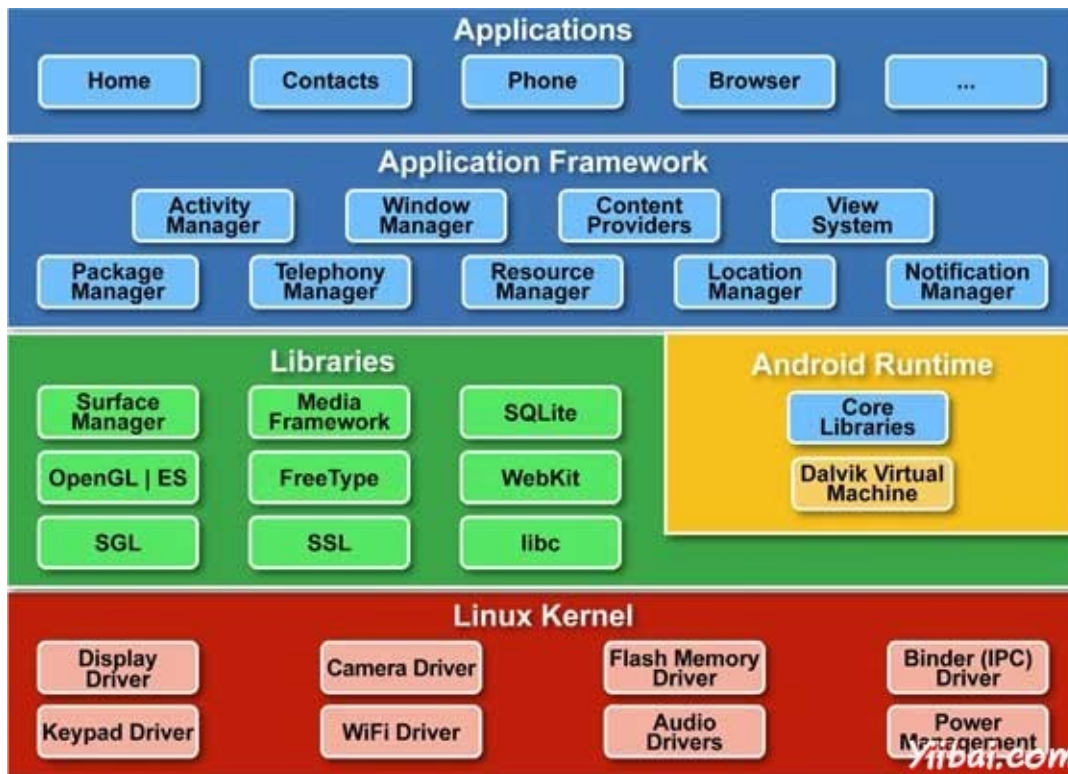 Applications
Home
Contacts
Phone
Browser
...
Application Framework
Activity
Manager
Window
Manager
Content
Providers
View
System
Package
Manager
Telephony
Manager
Resource
Manager
Location
Manager
Notification
Manager
Libraries
Surface
Manager
Media
Framework
SQLite
OpenGL | ES
FreeType
WebKit
SGL
SSL
libc
Android Runtime
Core
Libraries
Dalvik Virtual
Machine
Linux Kernel
Display
Driver
Camera Driver
Flash Memory
Driver
Binder (IPC)
Driver
Keypad Driver
WiFi Driver
Audio
Drivers
Power
Management
Yiibai.com